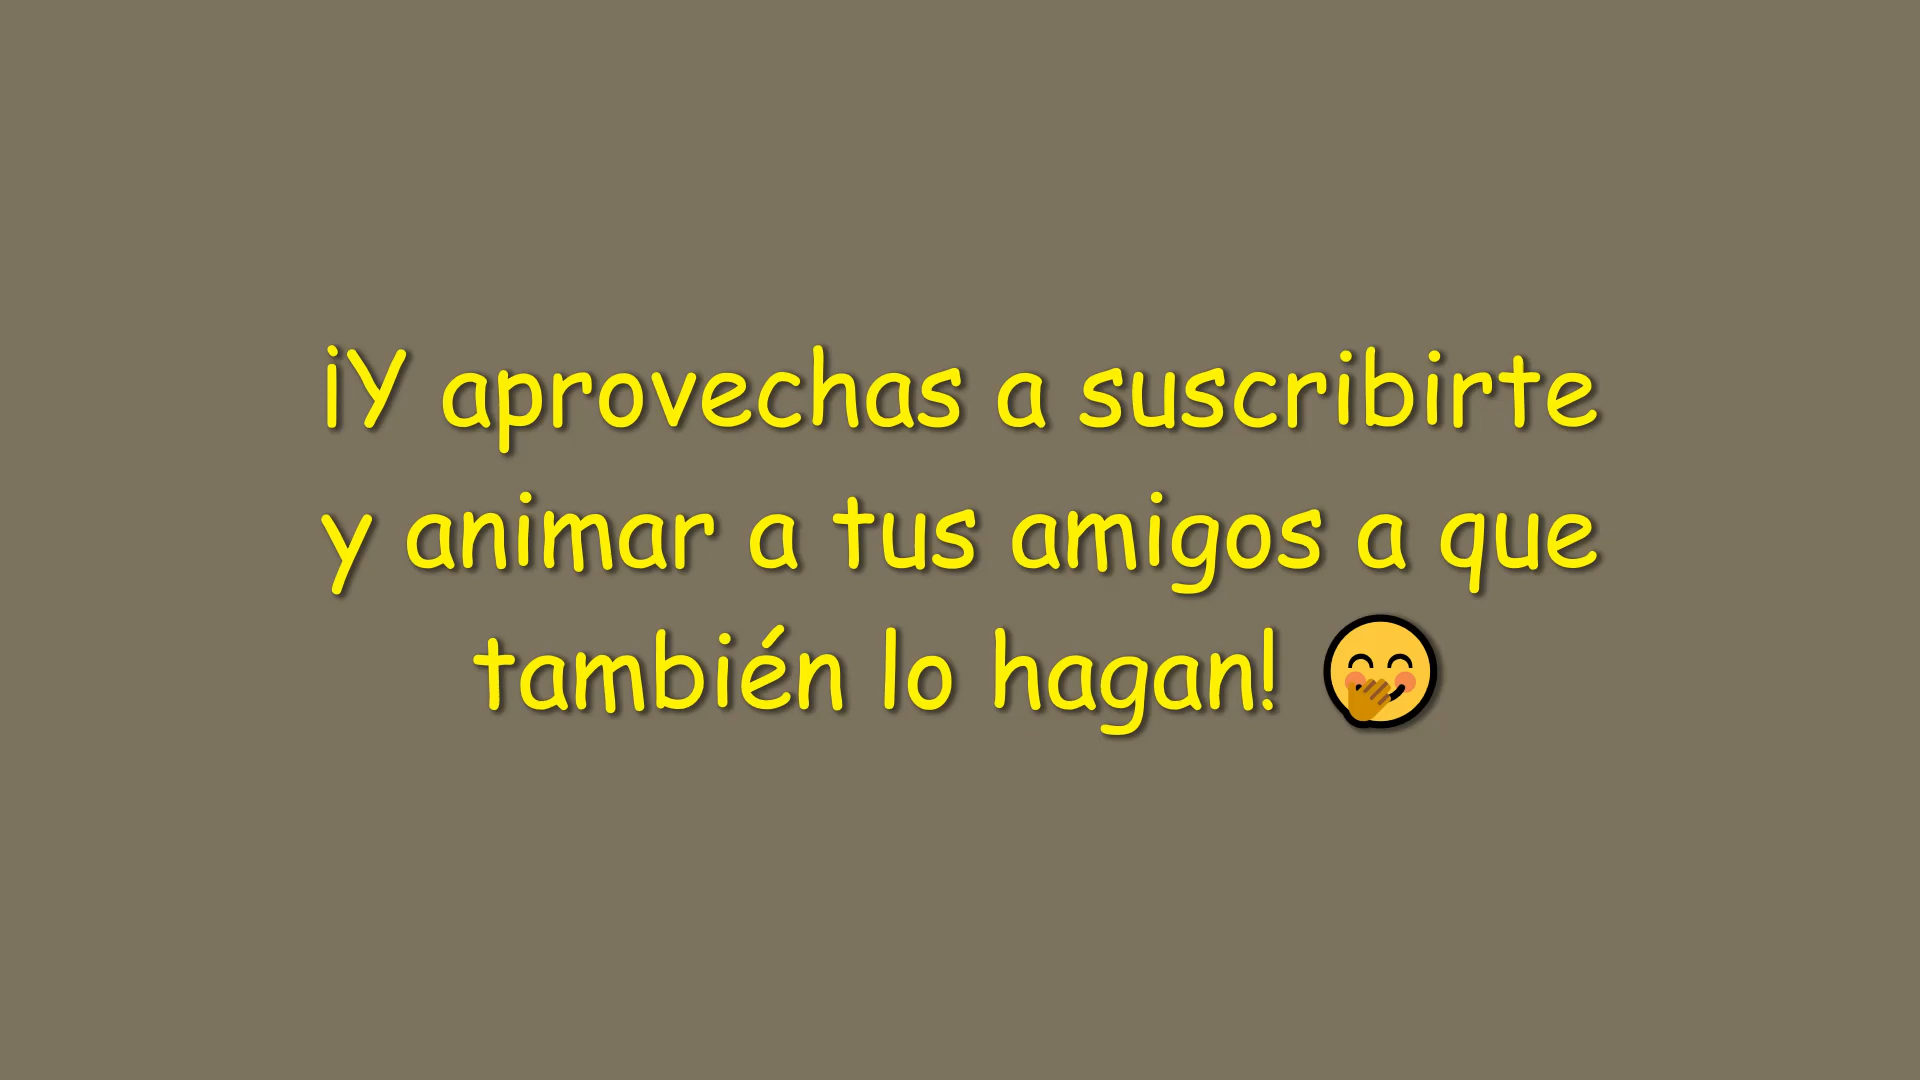 ¡Y aprovechas a suscribirte
y animar a tus amigos a que
también lo hagan! 🤭